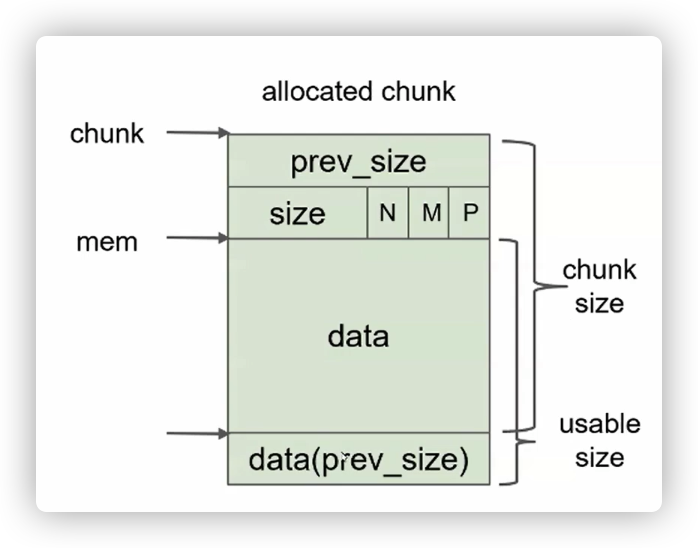 allocated chunk
chunk
prev_size
size N M P
mem
chunk
size
data
usable
size
data(prev_size)